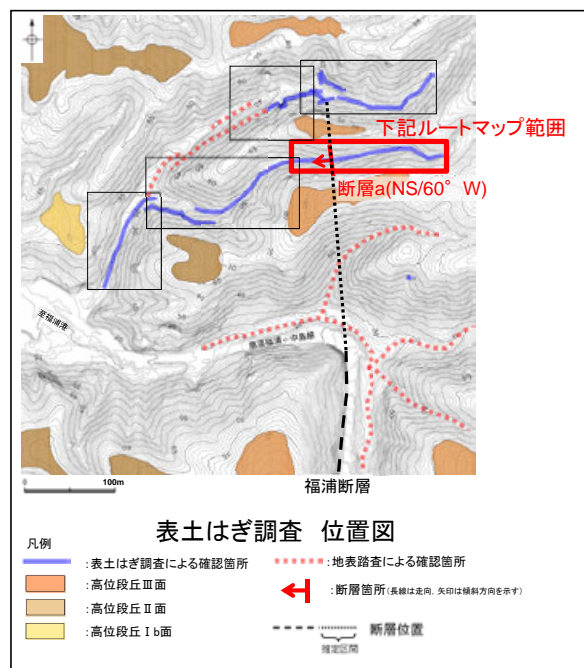 下記ルートマップ範囲
断層a(NS/60°W)
至福浦港
0 100m
福浦断層
表土はぎ調査 位置図
凡例
:表土はぎ調査による確認箇所
:地表踏査による確認箇所
:高位段丘Ⅲ面
:断層箇所(長線は走向、矢印は傾斜方向を示す)
:高位段丘Ⅱ面
:高位段丘Ⅰb面
断層位置
推定区間